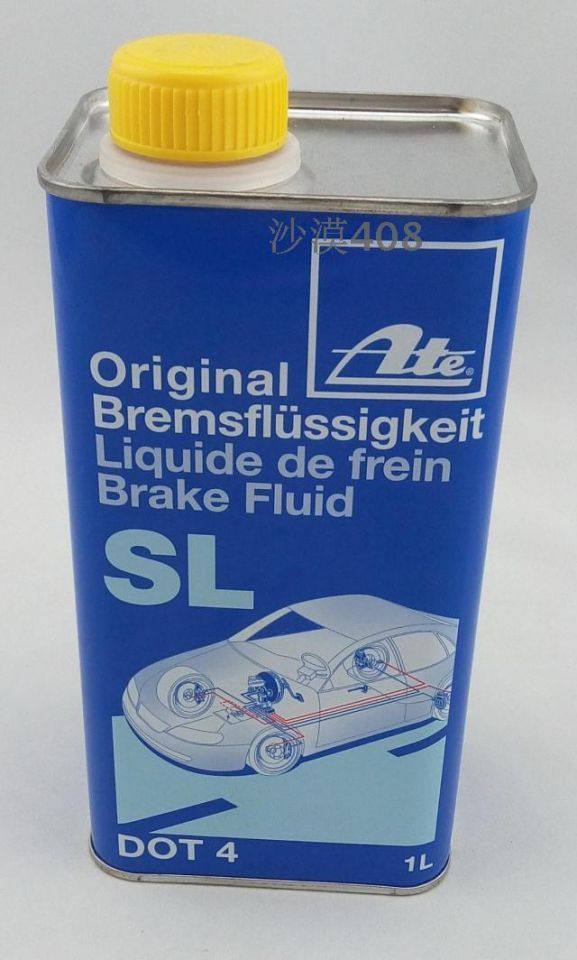 沙漠408
Ate®
Original
Bremsflüssigkeit
Liquide de frein
Brake Fluid
SL
DOT 4
1L